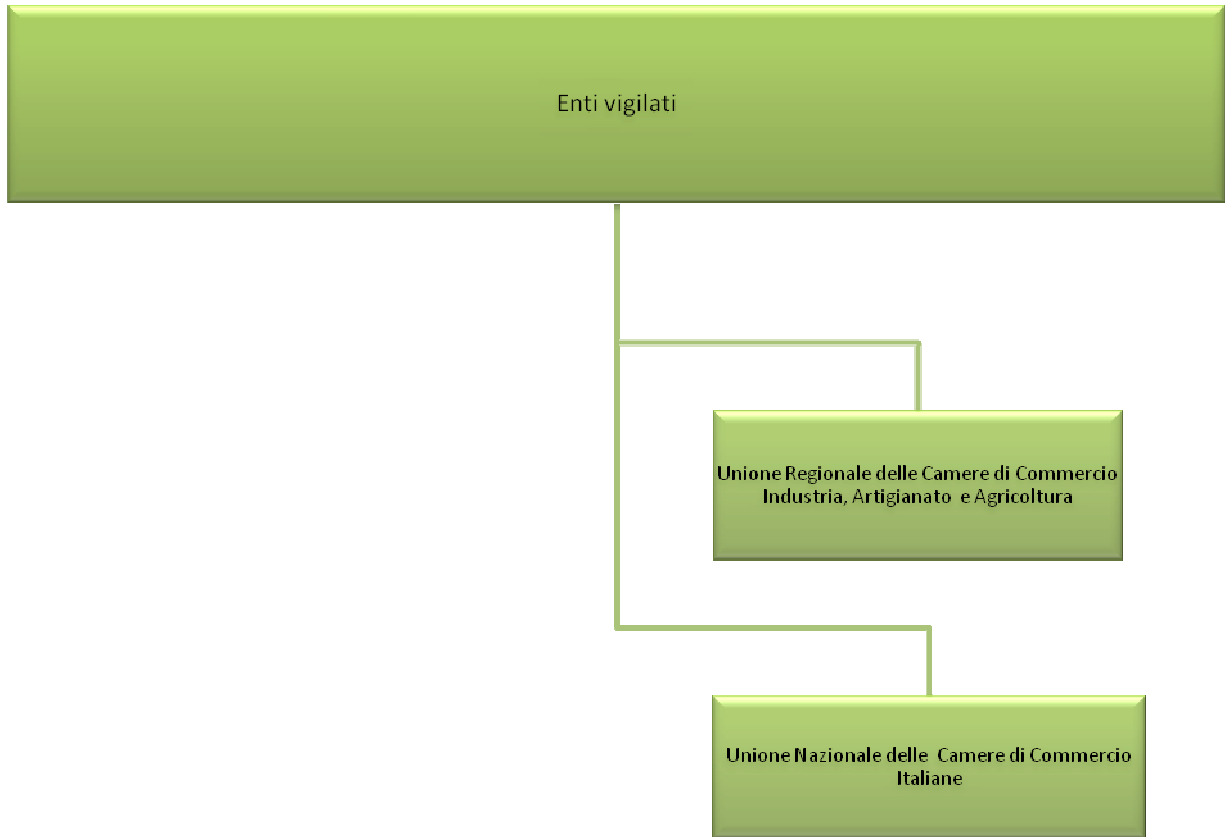 Enti vigilati
Unione Regionale delle Camere di Commercio
Industria, Artigianato e Agricoltura
Unione Nazionale delle Camere di Commercio
Italiane